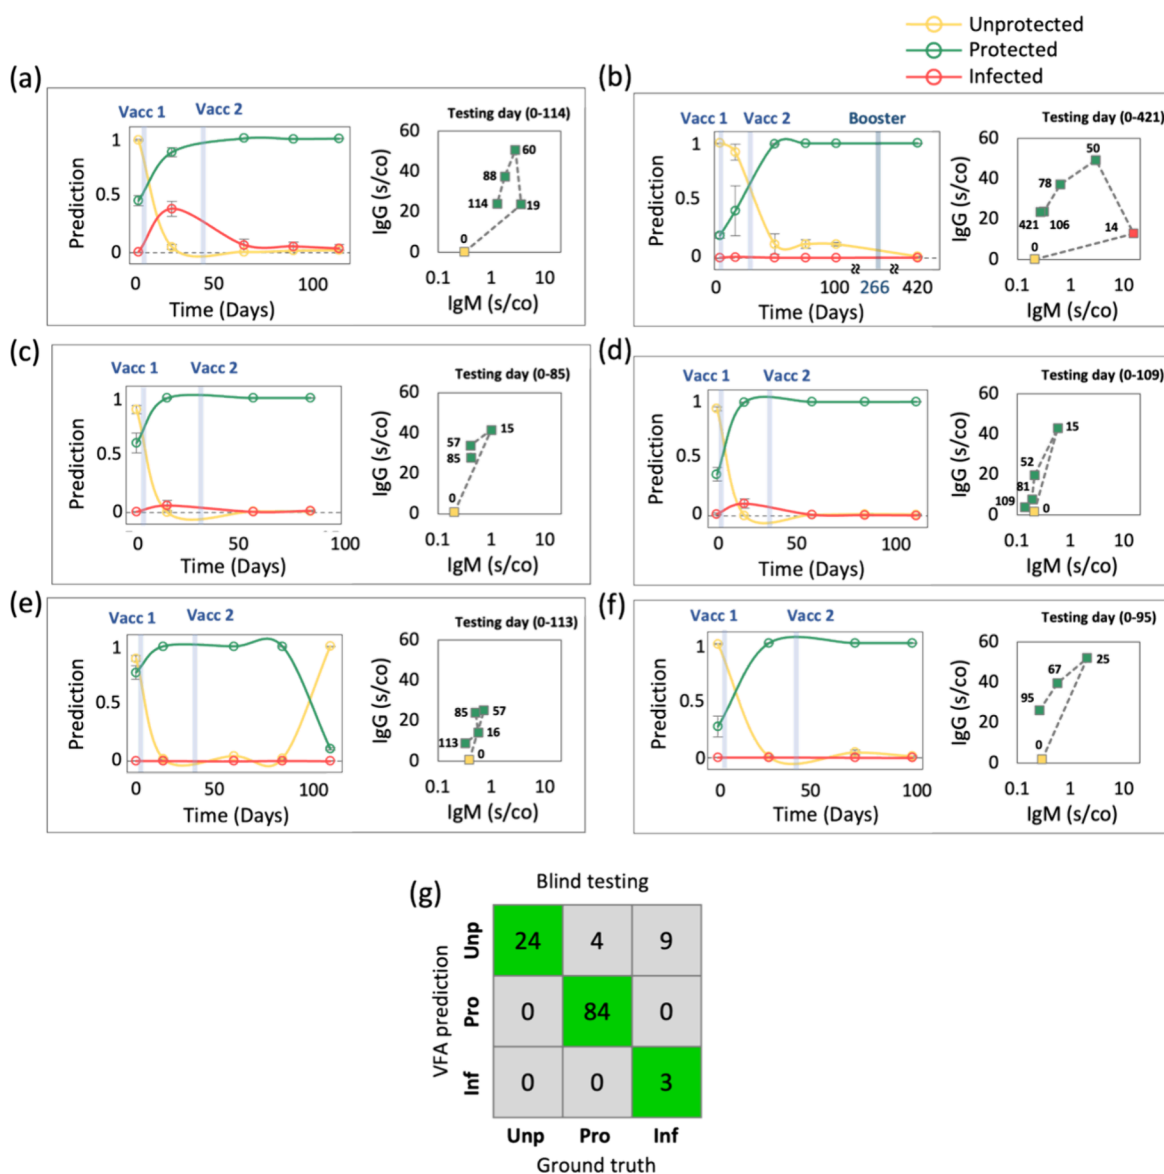 Unprotected
Protected
Infected
(a)
Vacc 1
Vacc 2
Testing day (0-114)
1
0.5
0
Prediction
0
50
100
Time (Days)
60
40
20
0
IgG (s/co)
60
88
114
19
0
0.1
1
10
IgM (s/co)
(b)
Vacc 1
Vacc 2
Booster
Testing day (0-421)
1
0.5
0
Prediction
0
50
100
266
420
Time (Days)
60
40
20
0
IgG (s/co)
50
78
421
106
14
0
0.1
1
10
IgM (s/co)
(c)
Vacc 1
Vacc 2
Testing day (0-85)
1
0.5
0
Prediction
0
50
100
Time (Days)
60
40
20
0
IgG (s/co)
57
15
85
0
0.1
1
10
IgM (s/co)
(d)
Vacc 1
Vacc 2
Testing day (0-109)
1
0.5
0
Prediction
0
50
100
Time (Days)
60
40
20
0
IgG (s/co)
15
52
81
109
0
0.1
1
10
IgM (s/co)
(e)
Vacc 1
Vacc 2
Testing day (0-113)
1
0.5
0
Prediction
0
50
100
Time (Days)
60
40
20
0
IgG (s/co)
85
57
16
113
0
0.1
1
10
IgM (s/co)
(f)
Vacc 1
Vacc 2
Testing day (0-95)
1
0.5
0
Prediction
0
50
100
Time (Days)
60
40
20
0
IgG (s/co)
67
25
95
0
0.1
1
10
IgM (s/co)
(g)
Blind testing
VFA prediction
Unp
24 4 9
Pro
0 84 0
Inf
0 0 3
Unp Pro Inf
Ground truth